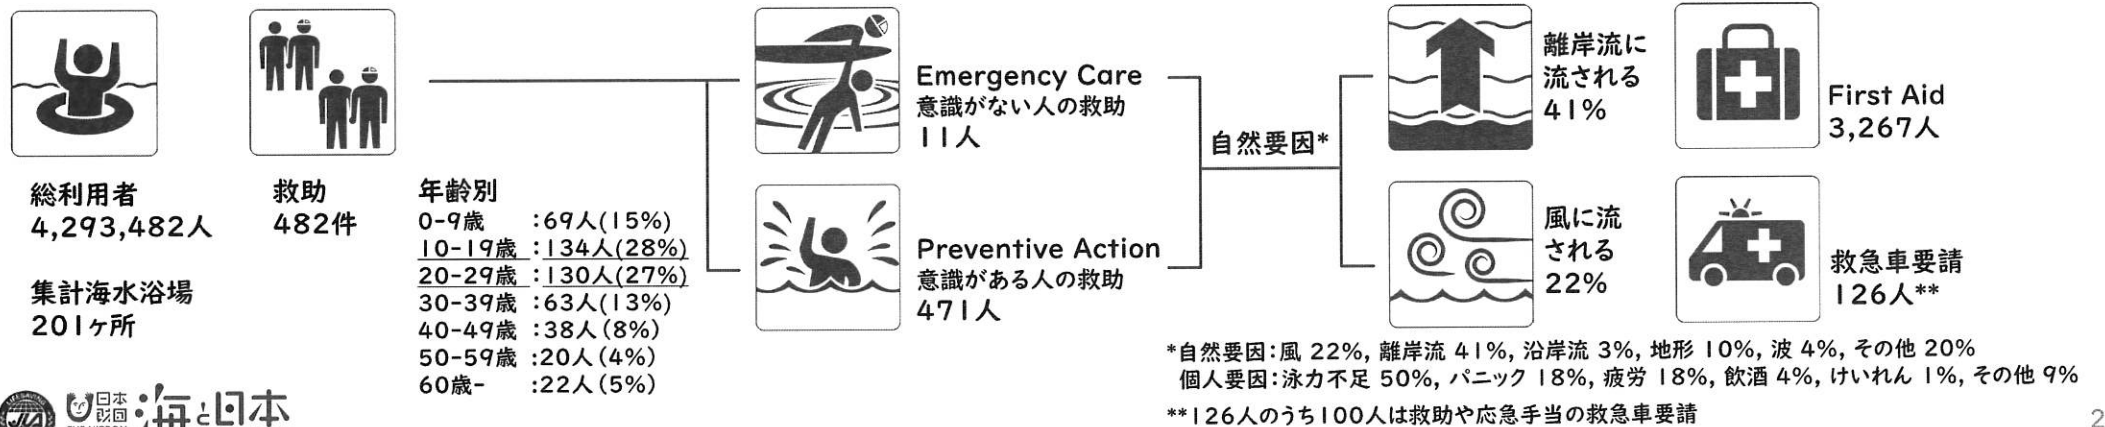 総利用者
4,293,482人
集計海水浴場
201ヶ所
救助
482件
年齢別
0-9歳 :69人(15%)
10-19歳 :134人(28%)
20-29歳 :130人(27%)
30-39歳 :63人(13%)
40-49歳 :38人(8%)
50-59歳 :20人(4%)
60歳- :22人(5%)
Emergency Care
意識がない人の救助
11人
Preventive Action
意識がある人の救助
471人
自然要因*
離岸流に
流される
41%
風に流
される
22%
First Aid
3,267人
救急車要請
126人**
*自然要因:風 22%, 離岸流 41%, 沿岸流 3%, 地形 10%, 波 4%, その他 20%
個人要因:泳力不足 50%, パニック 18%, 疲労 18%, 飲酒 4%, けいれん 1%, その他 9%
**126人のうち100人は救助や応急手当の救急車要請
JLA
日本
財団
海と日本
2